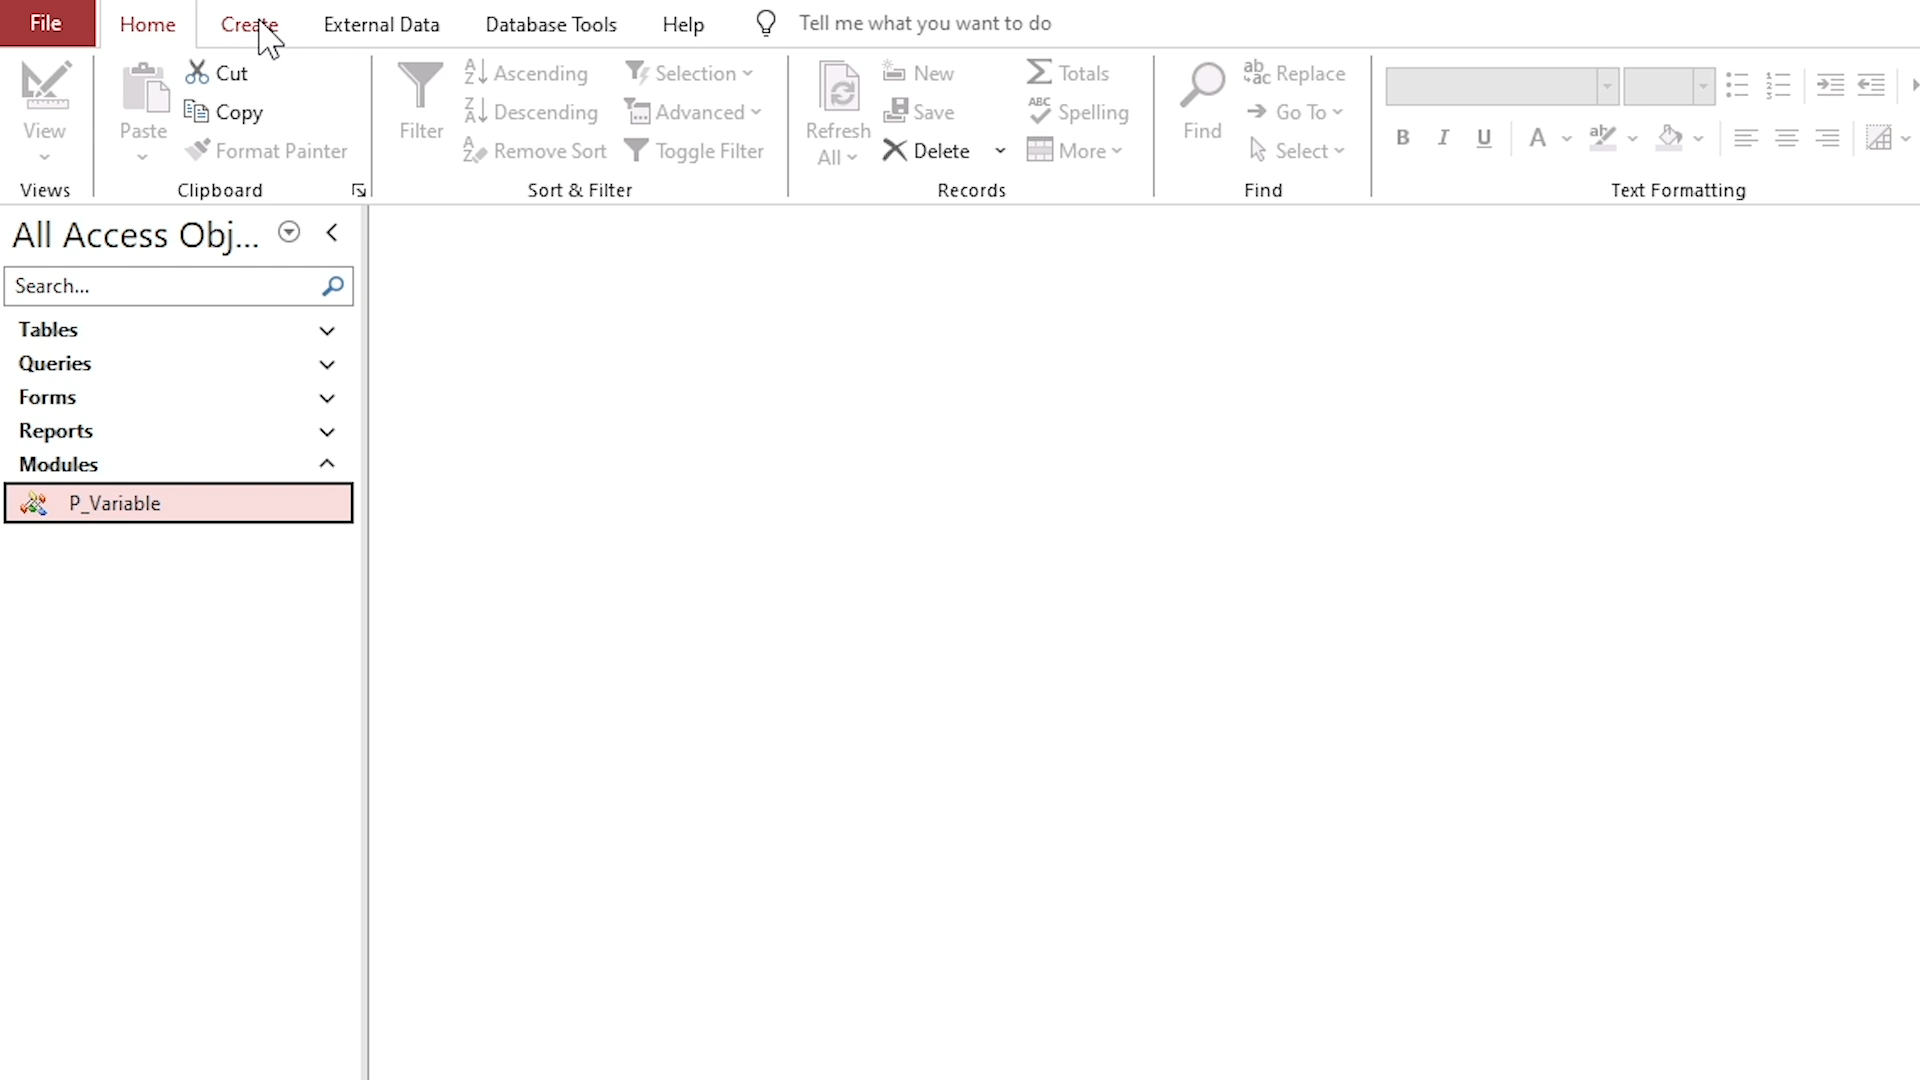 File Home Create External Data Database Tools Help Tell me what you want to do
View
Views
Paste
Cut
Copy
Format Painter
Clipboard
Filter
Ascending
Descending
Remove Sort
Selection
Advanced
Toggle Filter
Sort & Filter
Refresh
All
New
Save
Delete
Totals
Spelling
More
Records
Find
Replace
Go To
Select
Find
B I U A
Text Formatting
All Access Obj...
Search...
Tables
Queries
Forms
Reports
Modules
P_Variable